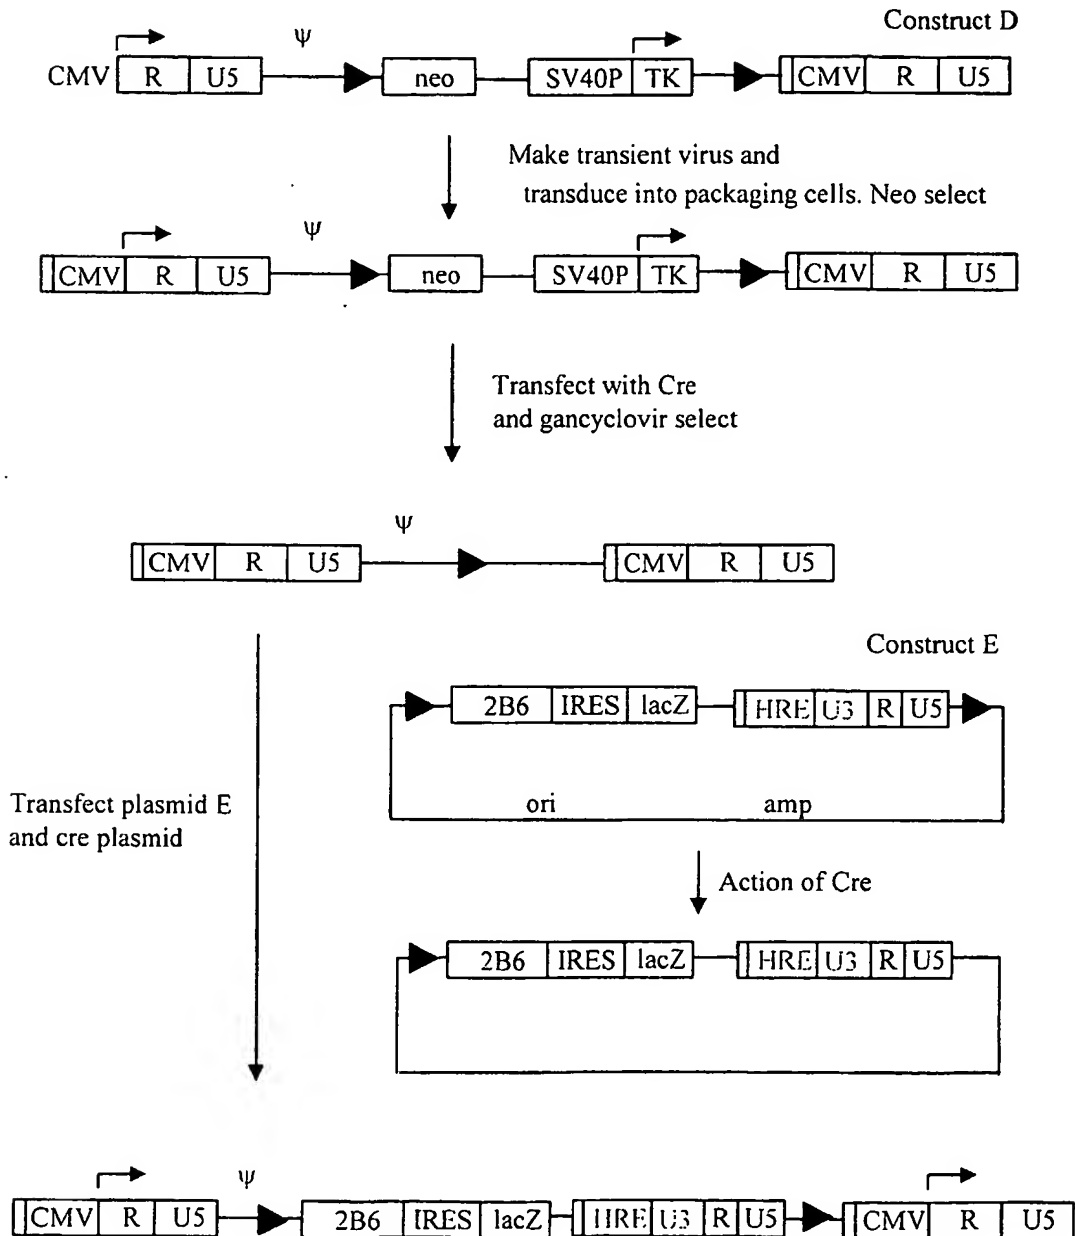 Construct D
ψ
CMV R U5 neo SV40P TK CMV R U5
Make transient virus and
transduce into packaging cells. Neo select
ψ
CMV R U5 neo SV40P TK CMV R U5
Transfect with Cre
and gancyclovir select
ψ
CMV R U5 CMV R U5
Construct E
2B6 IRES lacZ HRE U3 R U5
ori amp
Transfect plasmid E
and cre plasmid
Action of Cre
2B6 IRES lacZ HRE U3 R U5
ψ
CMV R U5 2B6 IRES lacZ HRE U3 R U5 CMV R U5